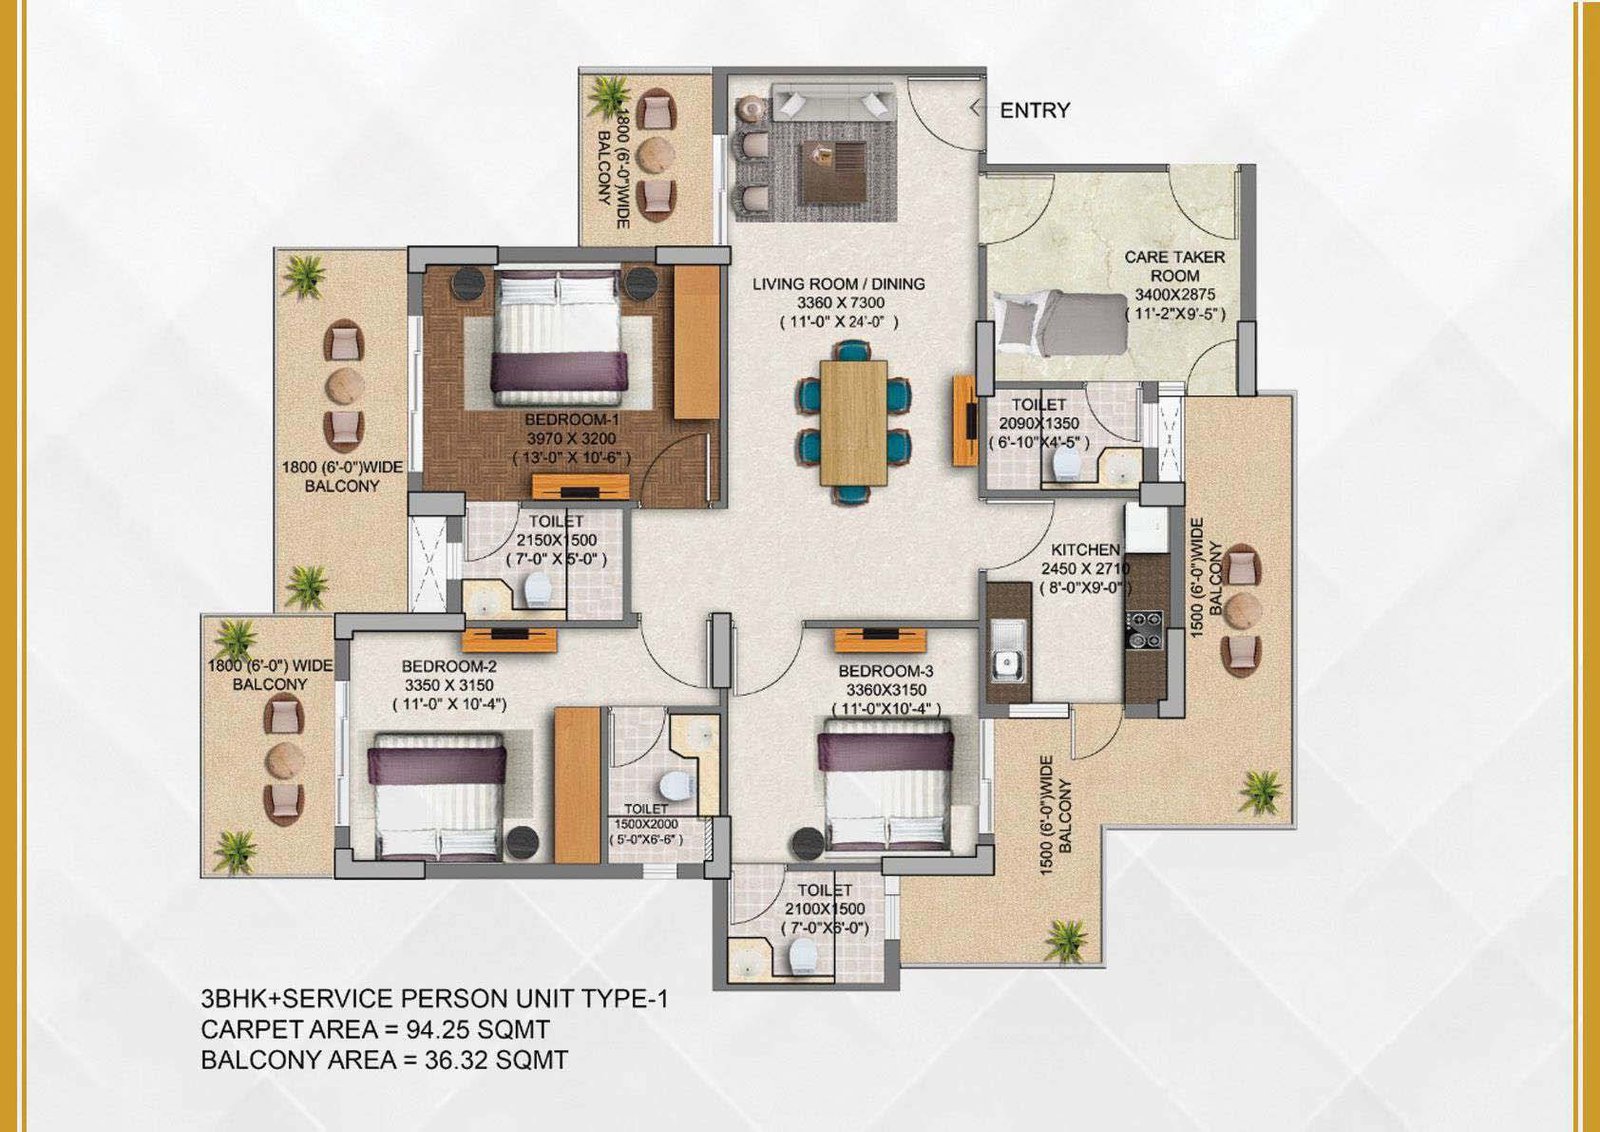 ENTRY
1800 (6'-0")WIDE
BALCONY
CARE TAKER
ROOM
3400X2875
( 11'-2"X9'-5" )
LIVING ROOM / DINING
3360 X 7300
( 11'-0" X 24'-0" )
TOILET
2090X1350
( 6'-10"X4'-5" )
BEDROOM-1
3970 X 3200
( 13'-0" X 10'-6" )
1800 (6'-0")WIDE
BALCONY
TOILET
2150X1500
( 7'-0" X 5'-0" )
KITCHEN
2450 X 2710
( 8'-0"X9'-0" )
1500 (6'-0")WIDE
BALCONY
1800 (6'-0") WIDE
BALCONY
BEDROOM-2
3350 X 3150
( 11'-0" X 10'-4")
BEDROOM-3
3360X3150
( 11'-0"X10'-4" )
TOILET
1500X2000
( 5'-0"X6'-6" )
1500 (6'-0")WIDE
BALCONY
TOILET
2100X1500
( 7'-0"X6'-0")
3BHK+SERVICE PERSON UNIT TYPE-1
CARPET AREA = 94.25 SQMT
BALCONY AREA = 36.32 SQMT